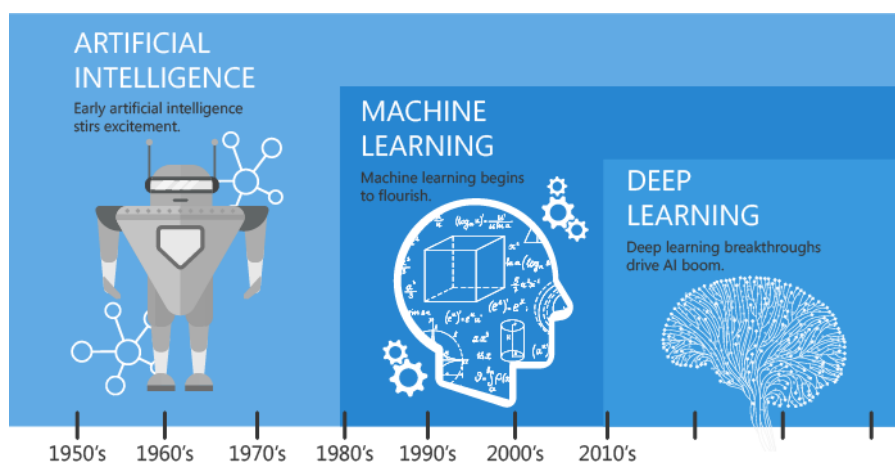 ARTIFICIAL
INTELLIGENCE
Early artificial intelligence
stirs excitement.
MACHINE
LEARNING
Machine learning begins
to flourish.
DEEP
LEARNING
Deep learning breakthroughs
drive AI boom.
1950's 1960's 1970's 1980's 1990's 2000's 2010's